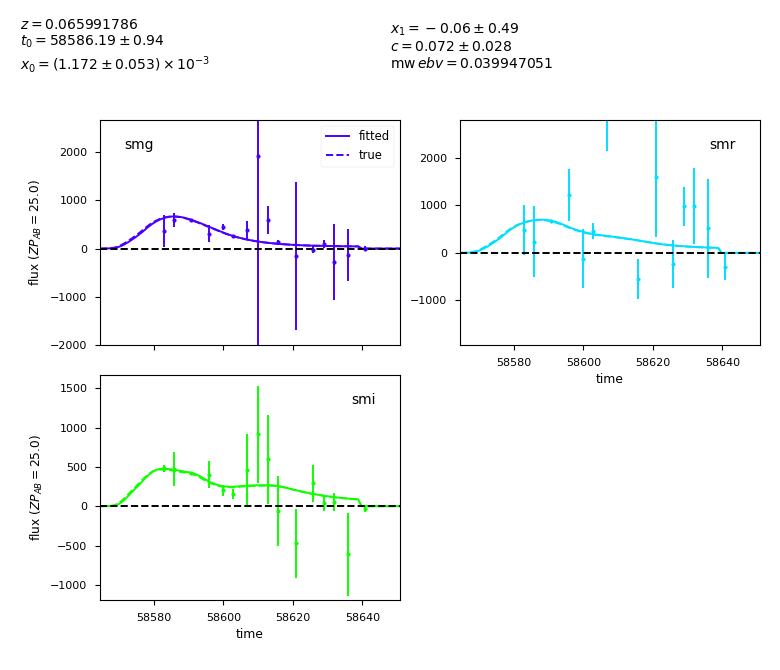 z = 0.065991786
t₀ = 58586.19 ± 0.94
x₀ = (1.172 ± 0.053) × 10⁻³
x₁ = −0.06 ± 0.49
c = 0.072 ± 0.028
mwebv = 0.039947051
smg
fitted
true
2000
1000
0
−1000
−2000
flux (ZP_AB = 25.0)
smr
2000
1000
0
−1000
58580
58600
58620
58640
time
smi
1500
1000
500
0
−500
−1000
flux (ZP_AB = 25.0)
58580
58600
58620
58640
time